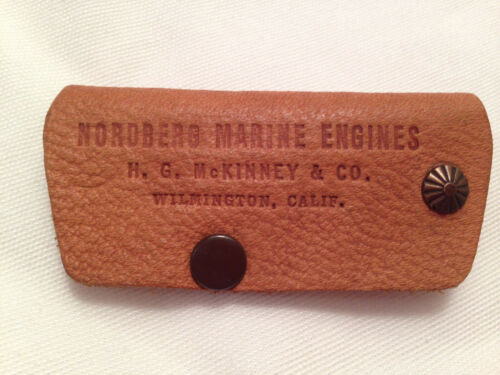 NORDBERG MARINE ENGINES
H. G. McKINNEY & CO.
WILMINGTON, CALIF.